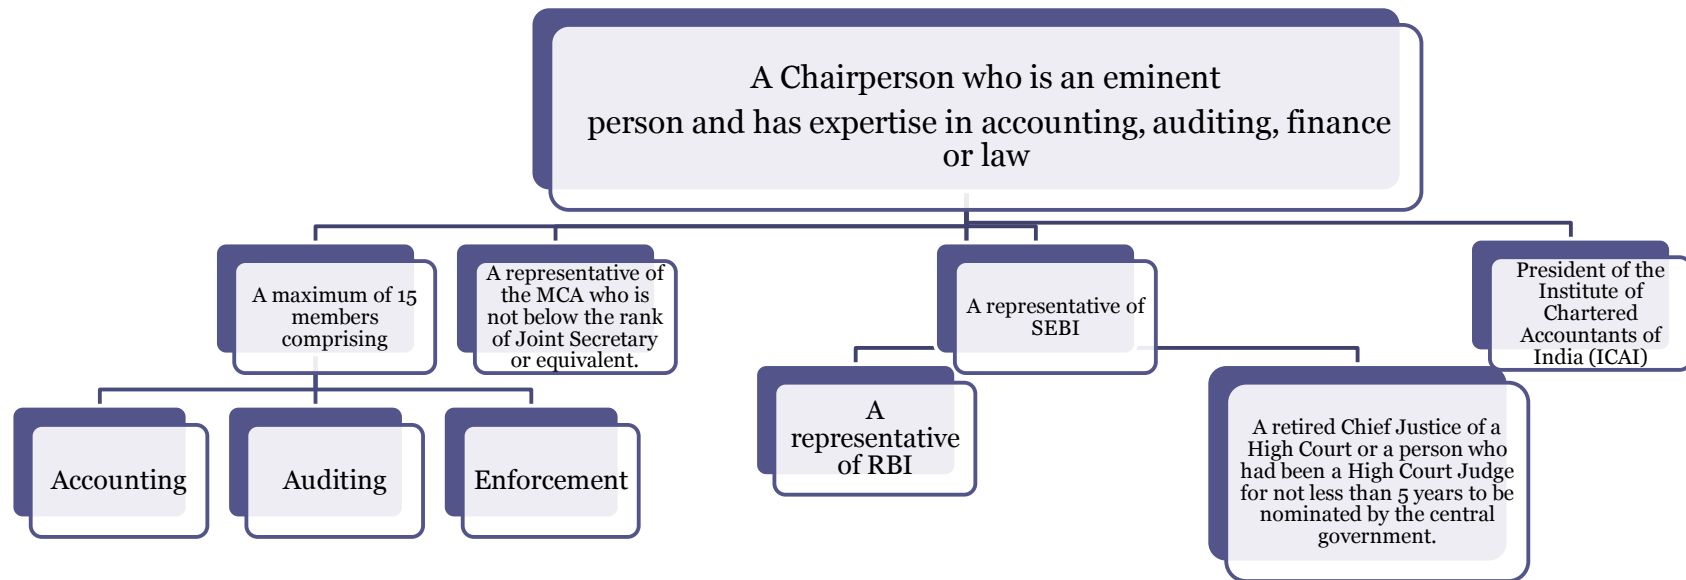 A Chairperson who is an eminent
person and has expertise in accounting, auditing, finance
or law
A maximum of 15
members
comprising
A representative of
the MCA who is
not below the rank
of Joint Secretary
or equivalent.
A representative of
SEBI
President of the
Institute of
Chartered
Accountants of
India (ICAI)
Accounting
Auditing
Enforcement
A
representative
of RBI
A retired Chief Justice of a
High Court or a person who
had been a High Court Judge
for not less than 5 years to be
nominated by the central
government.